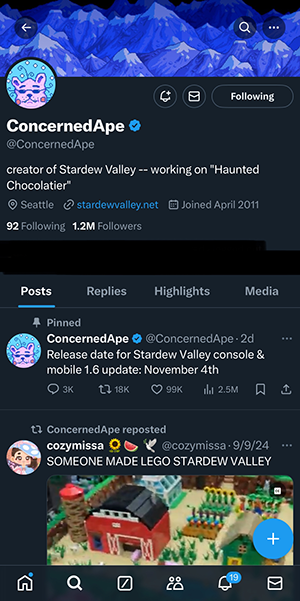 Following
ConcernedApe
@ConcernedApe
creator of Stardew Valley -- working on "Haunted
Chocolatier"
Seattle stardewvalley.net Joined April 2011
92 Following 1.2M Followers
Posts Replies Highlights Media
Pinned
ConcernedApe @ConcernedApe · 2d
Release date for Stardew Valley console &
mobile 1.6 update: November 4th
3K 18K 99K 2.5M
ConcernedApe reposted
cozymissa 🌻🍉🕊️ @cozymissa · 9/9/24
SOMEONE MADE LEGO STARDEW VALLEY
19